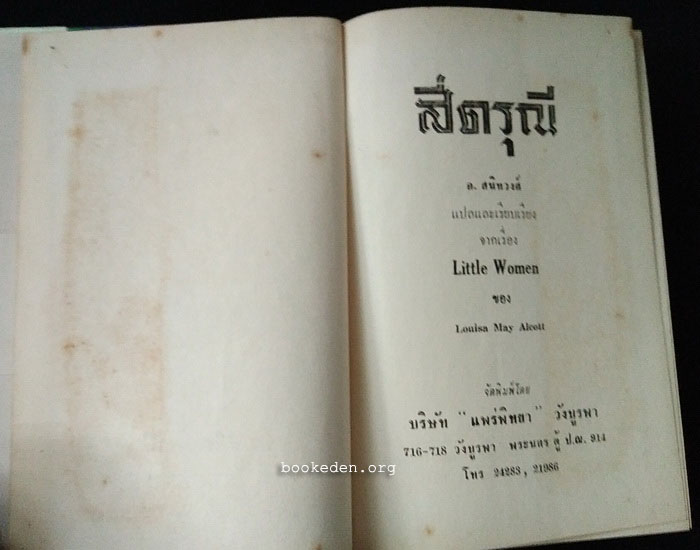 สี่ดรุณี
อ. สนิทวงศ์
แปลและเรียบเรียง
จากเรื่อง
Little Women
ของ
Louisa May Alcott
จัดพิมพ์โดย
บริษัท "แพร่พิทยา" วังบูรพา
716-718 วังบูรพา พระนคร ตู้ ป.ณ. 914
โทร 24283, 21986
bookeden.org